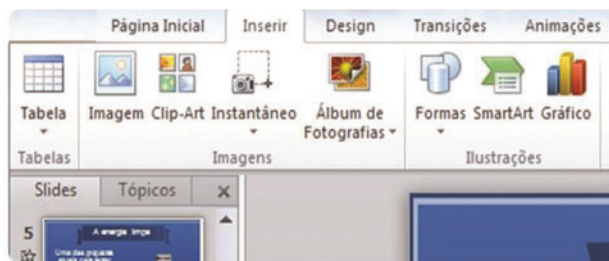 Página Inicial Inserir Design Transições Animações
Tabela Imagem Clip-Art Instantâneo Álbum de Fotografias Formas SmartArt Gráfico
Tabelas Imagens Ilustrações
Slides Tópicos
5
A energia limpa